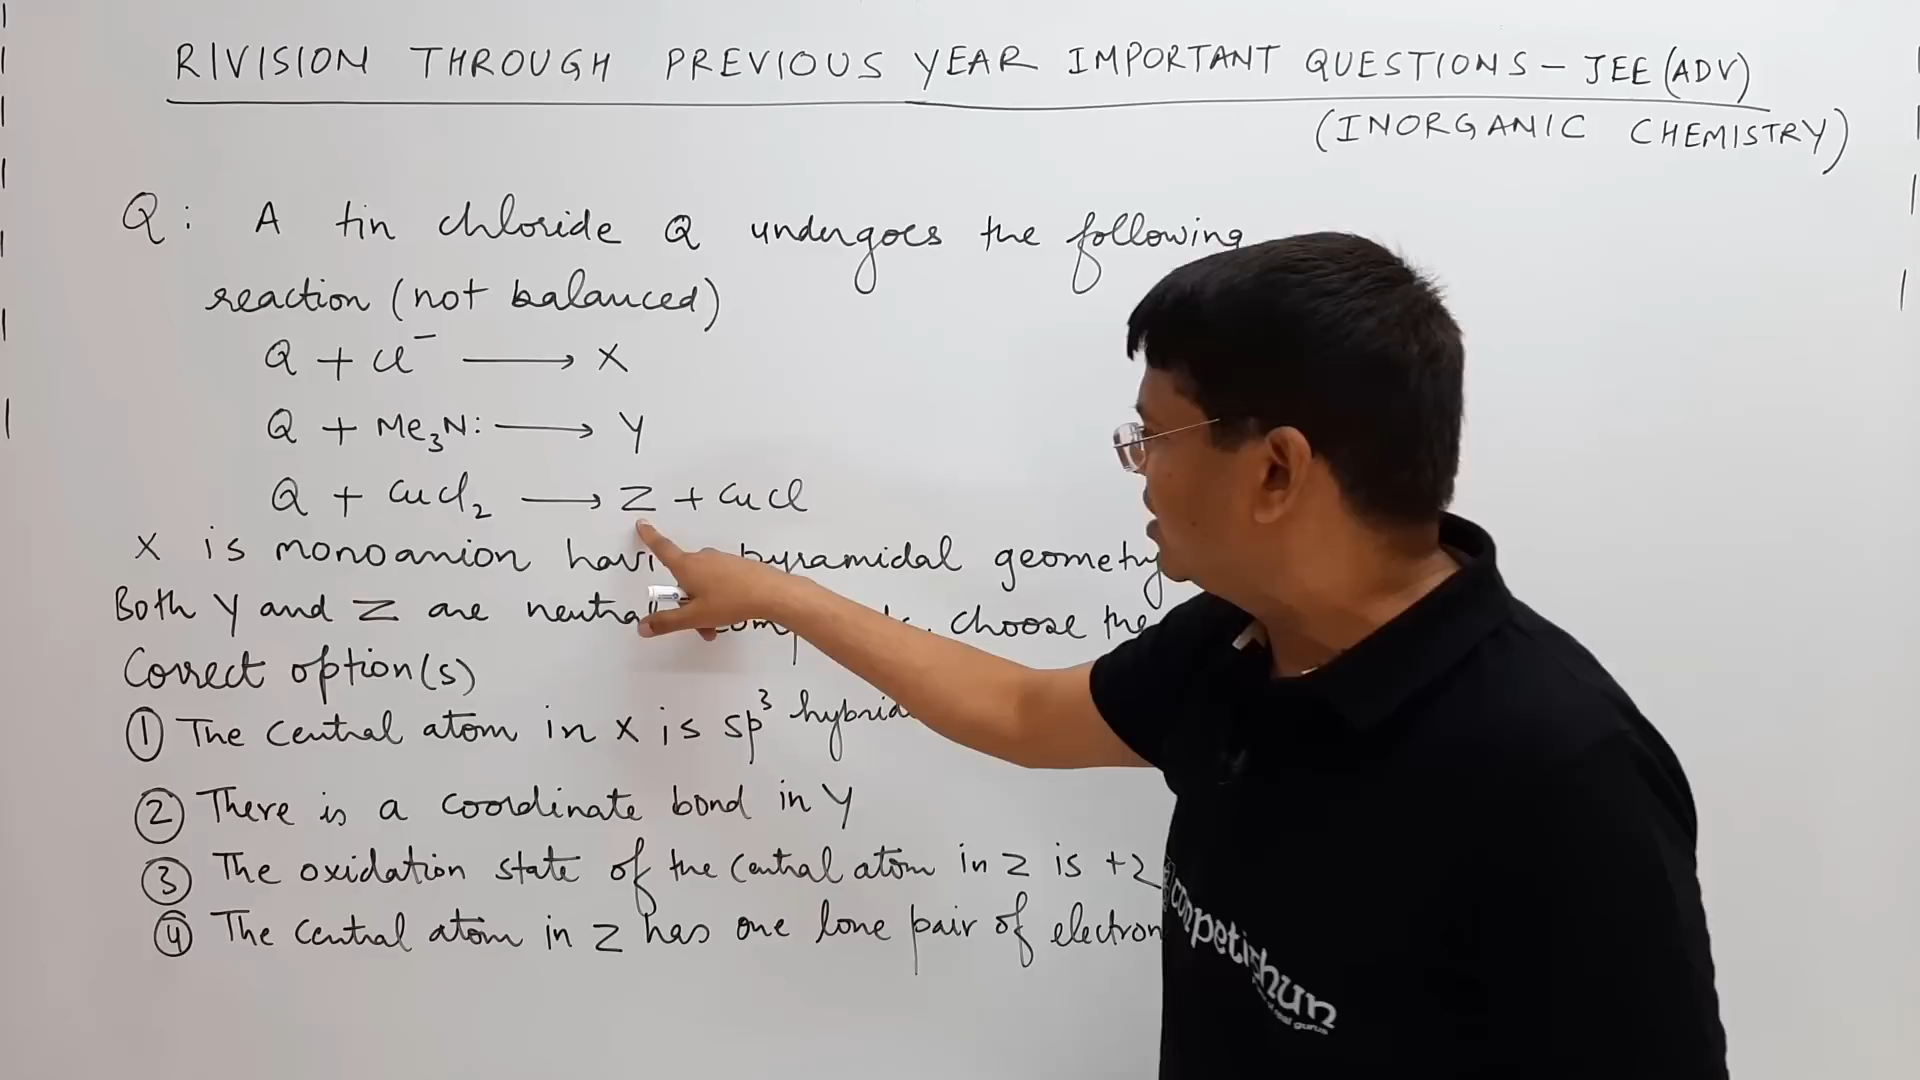 RIVISION THROUGH PREVIOUS YEAR IMPORTANT QUESTIONS - JEE (ADV)
(INORGANIC CHEMISTRY)
Q: A tin chloride Q undergoes the following
reaction (not balanced)
Q + Cl⁻ ⟶ X
Q + Me₃N: ⟶ Y
Q + CuCl₂ ⟶ Z + CuCl
X is monoanion pyramidal geometry
Both Y and Z are choose the
Correct option(s)
① The central atom in X is sp³
② There is a coordinate bond in Y
③ The oxidation state of the central atom in Z is +2
④ The central atom in Z has one lone pair of electron
competishun